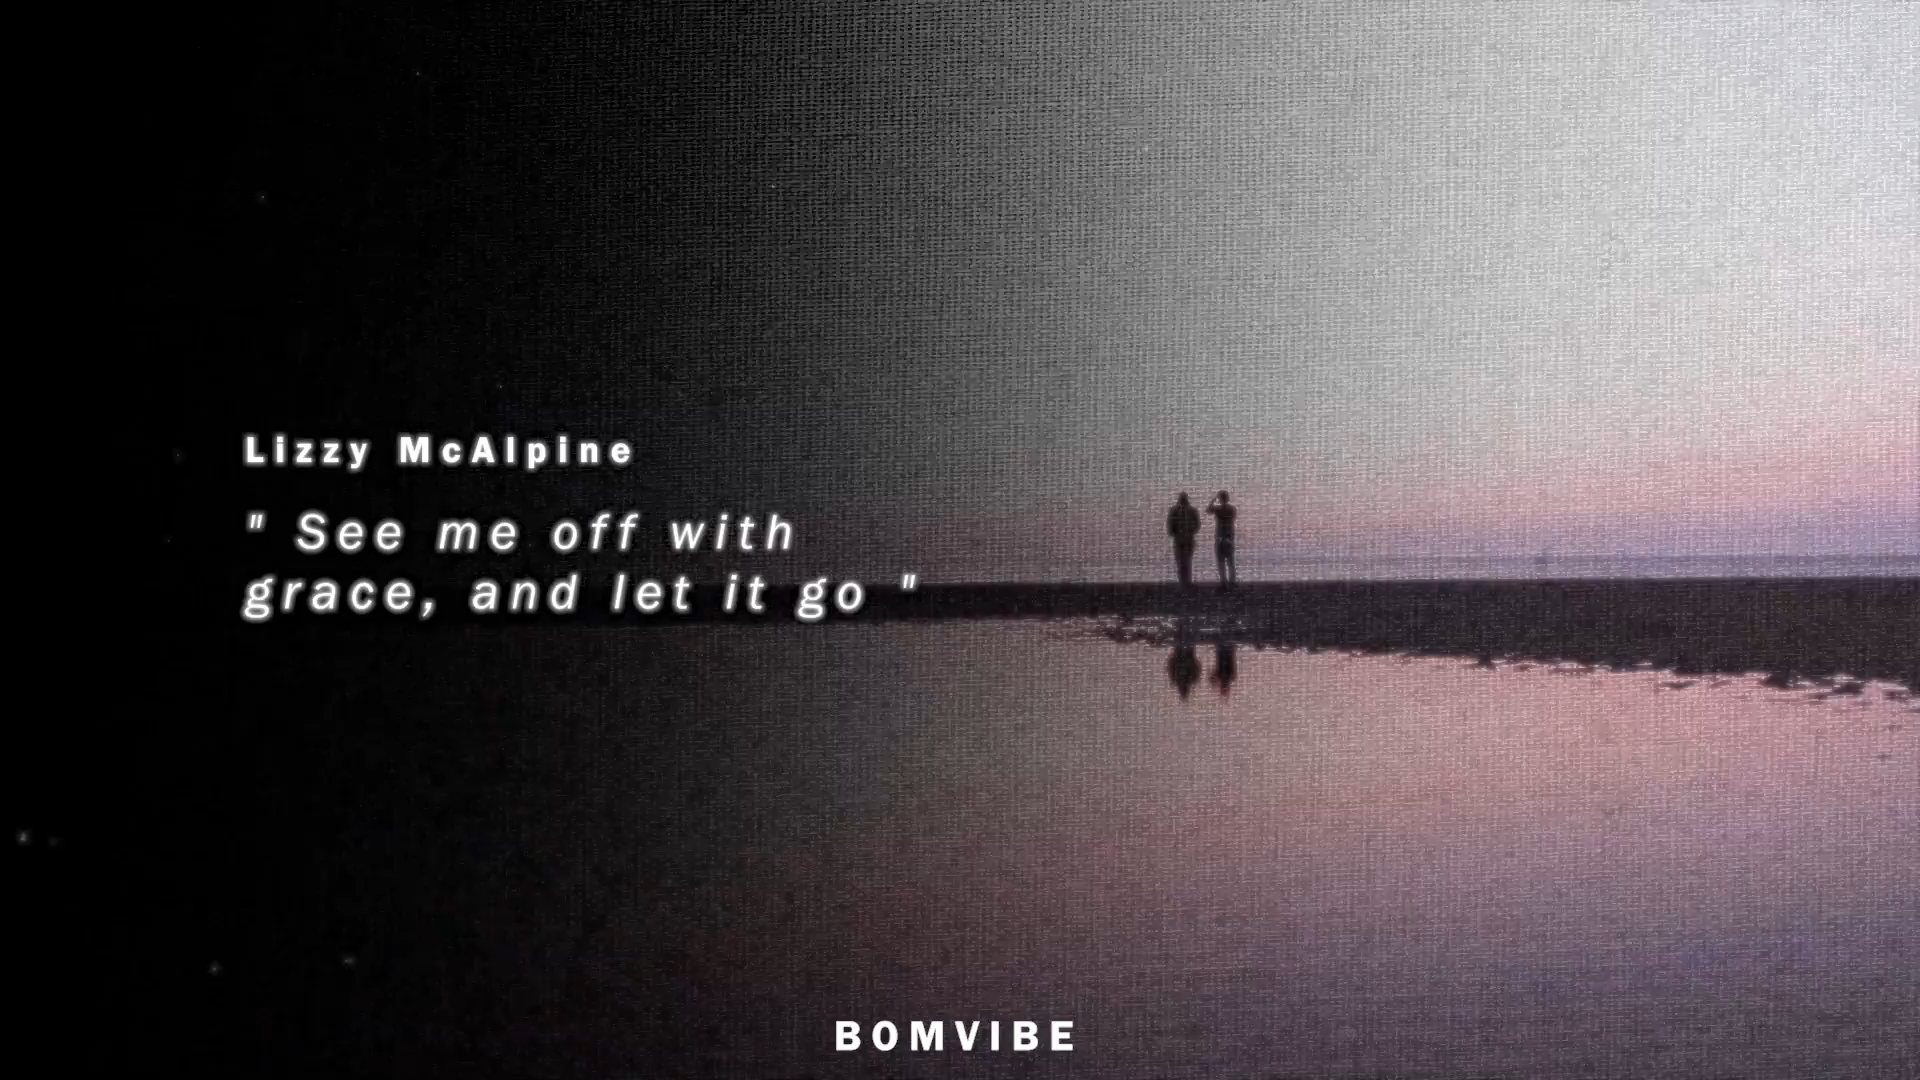 Lizzy McAlpine
" See me off with
grace, and let it go "
BOMVIBE